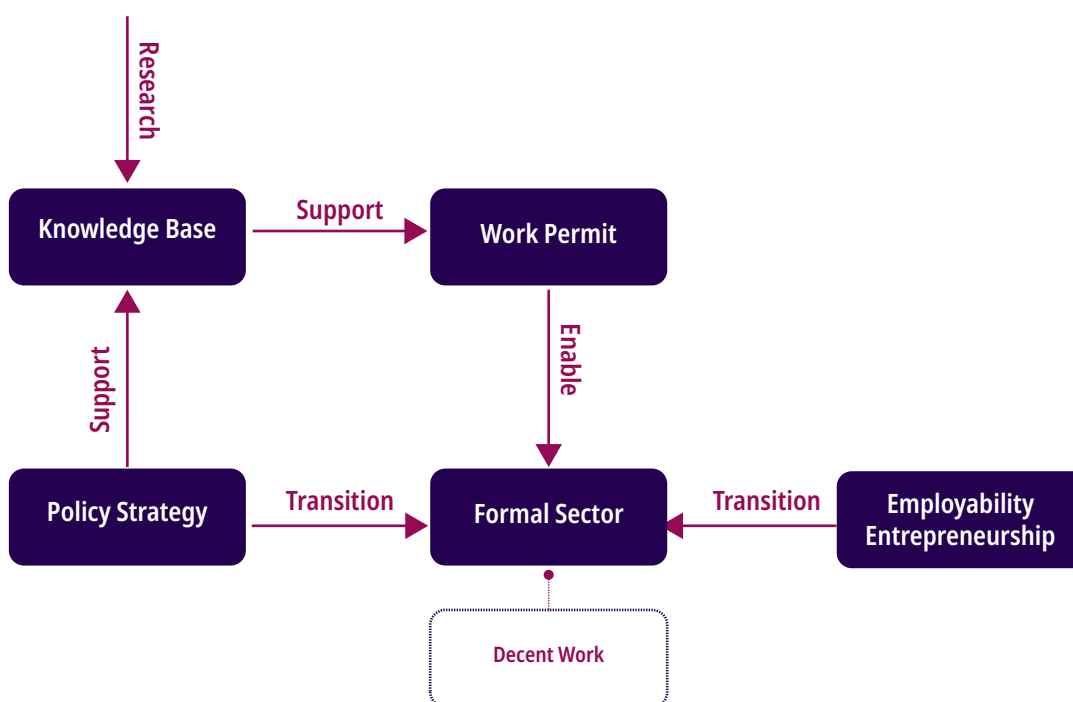 Research
Knowledge Base
Support
Work Permit
Support
Enable
Policy Strategy
Transition
Formal Sector
Transition
Employability
Entrepreneurship
Decent Work